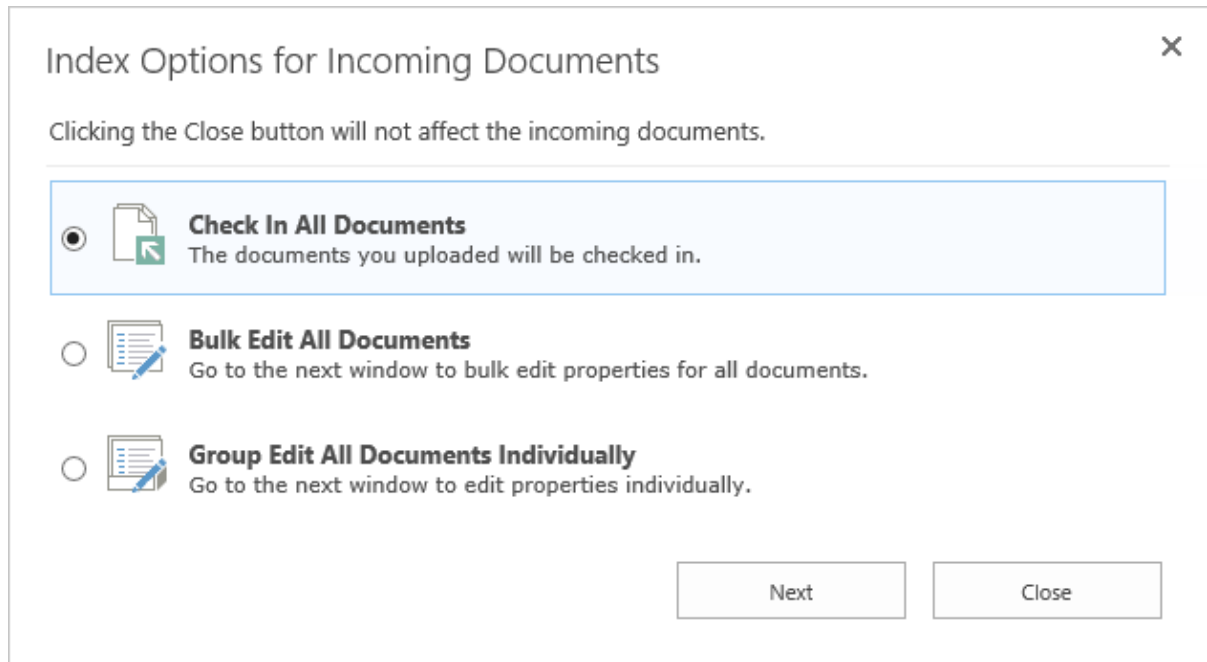 Index Options for Incoming Documents
Clicking the Close button will not affect the incoming documents.
Check In All Documents
The documents you uploaded will be checked in.
Bulk Edit All Documents
Go to the next window to bulk edit properties for all documents.
Group Edit All Documents Individually
Go to the next window to edit properties individually.
Next
Close